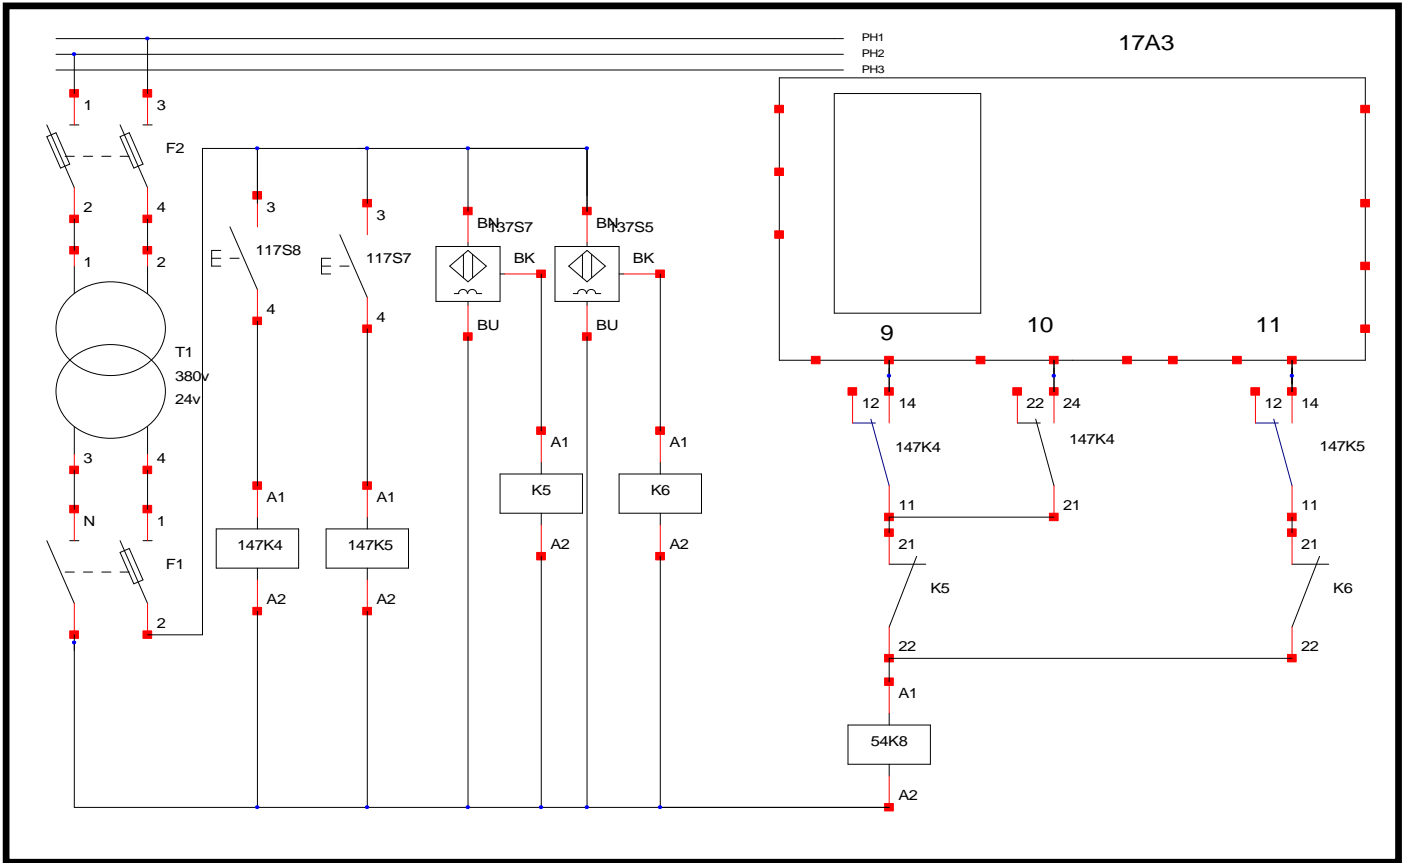 PH1
17A3
PH2
PH3
1 3
F2
2 4
1 2
3 3
BN 137S7 BN 137S5
117S8 117S7 BK BK
4 4
BU BU
9 10 11
T1
380v
24v
12 14 22 24 12 14
147K4 147K4 147K5
A1 A1
3 4
K5 K6
A1 A1
11 21 11
N 1
147K4 147K5 A2 A2
21 21
F1
K5 K6
A2 A2
2
22 22
A1
54K8
A2